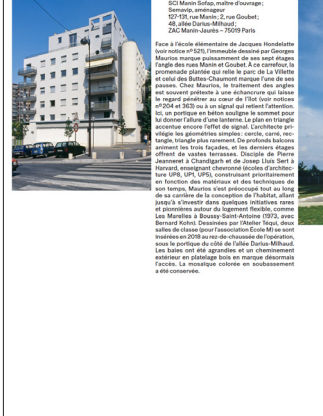 SCI Manin Sofap, maître d'ouvrage ;
Semavip, aménageur
127-131, rue Manin ; 2, rue Goubet ;
48, allée Darius-Milhaud ;
ZAC Manin-Jaurès – 75019 Paris
Face à l'école élémentaire de Jacques Hondelatte
(voir notice nº 521), l'immeuble dessiné par Georges
Maurios marque puissamment de ses sept étages
l'angle des rues Manin et Goubet. À ce carrefour, la
promenade plantée qui relie le parc de La Villette
et celui des Buttes-Chaumont marque l'une de ses
pauses. Chez Maurios, le traitement des angles
est souvent prétexte à une échancrure qui laisse
le regard pénétrer au cœur de l'îlot (voir notices
nº 204 et 363) ou à un signal qui retient l'attention.
Ici, un portique en béton souligne le sommet pour
lui donner l'allure d'une lanterne. Le plan en triangle
accentue encore l'effet de signal. L'architecte pri-
vilégie les géométries simples : cercle, carré, rec-
tangle, triangle plus rarement. De profonds balcons
animent les trois façades, et les derniers étages
offrent de vastes terrasses. Disciple de Pierre
Jeanneret à Chandigarh et de Josep Lluís Sert à
Harvard, enseignant chevronné (écoles d'architec-
ture UP8, UP1, UP5), construisant prioritairement
en fonction des matériaux et des techniques de
son temps, Maurios s'est préoccupé tout au long
de sa carrière de la conception de l'habitat, allant
jusqu'à s'investir dans quelques initiatives rares
et pionnières autour du logement flexible, comme
Les Marelles à Boussy-Saint-Antoine (1973, avec
Bernard Kohn). Dessinées par l'Atelier Téqui, deux
salles de classe (pour l'association École M) se sont
insérées en 2018 au rez-de-chaussée de l'opération,
sous le portique du côté de l'allée Darius-Milhaud.
Les baies ont été agrandies et un cheminement
extérieur en platelage bois en marque désormais
l'accès. La mosaïque colorée en soubassement
a été conservée.